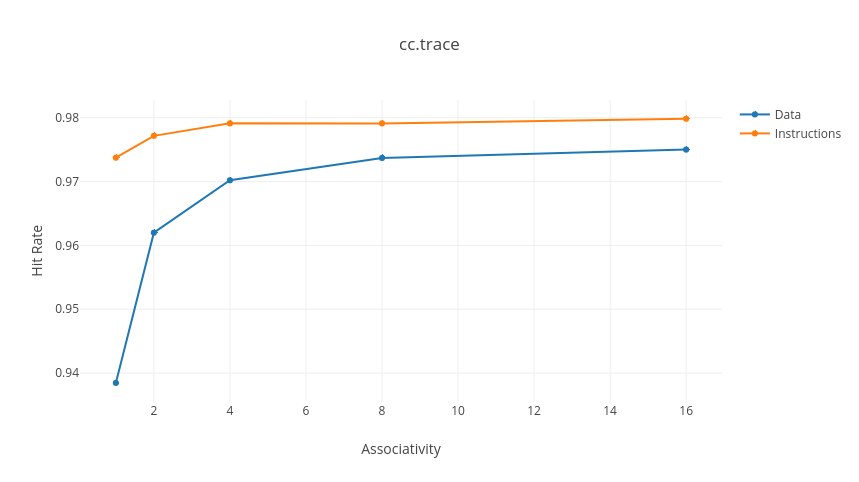 cc.trace
Data
Instructions
0.98
0.97
0.96
0.95
0.94
Hit Rate
2 4 6 8 10 12 14 16
Associativity